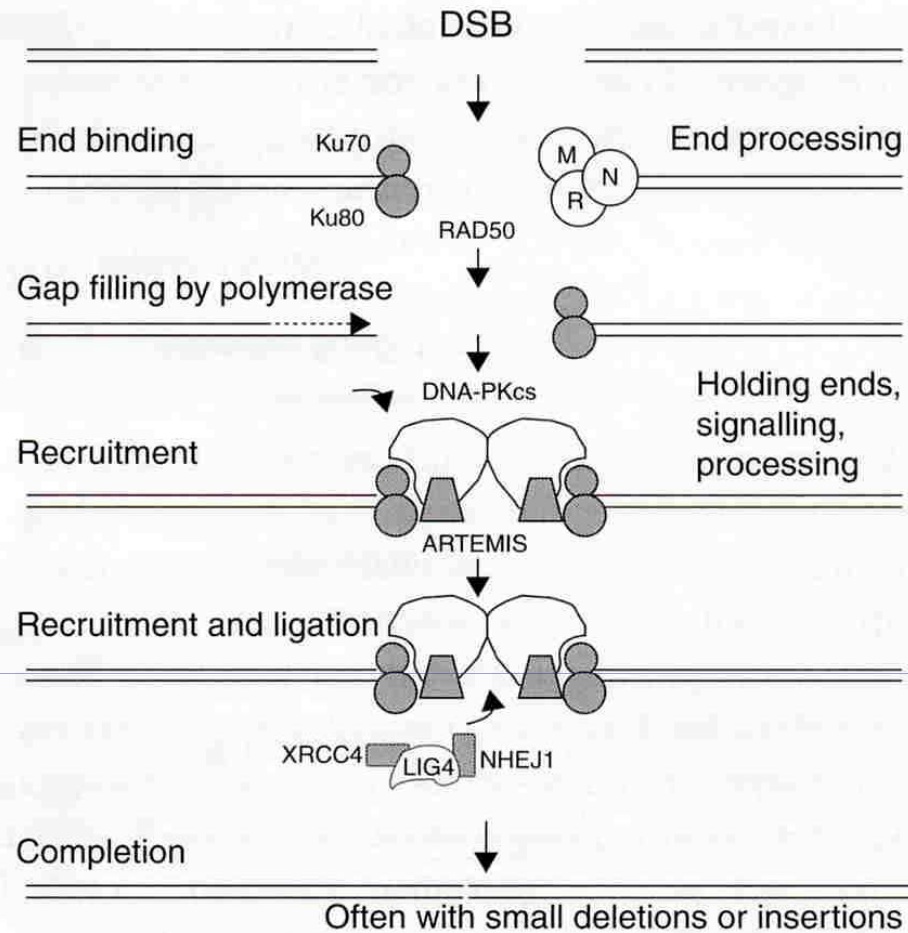 DSB
End binding
Ku70
Ku80
M
N
R
End processing
RAD50
Gap filling by polymerase
DNA-PKcs
Holding ends,
signalling,
processing
Recruitment
ARTEMIS
Recruitment and ligation
XRCC4
LIG4
NHEJ1
Completion
Often with small deletions or insertions